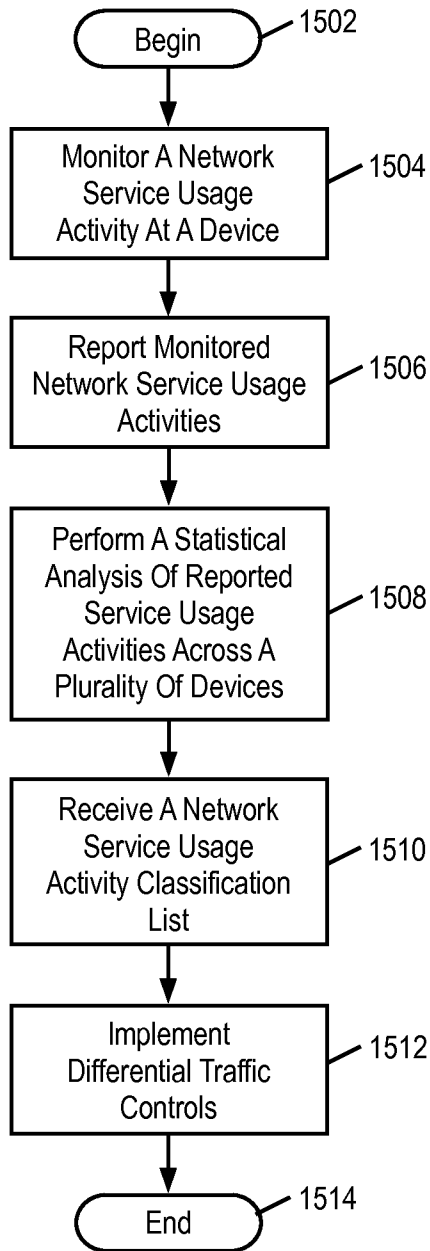 Begin
1502
Monitor A Network
Service Usage
Activity At A Device
1504
Report Monitored
Network Service Usage
Activities
1506
Perform A Statistical
Analysis Of Reported
Service Usage
Activities Across A
Plurality Of Devices
1508
Receive A Network
Service Usage
Activity Classification
List
1510
Implement
Differential Traffic
Controls
1512
End
1514